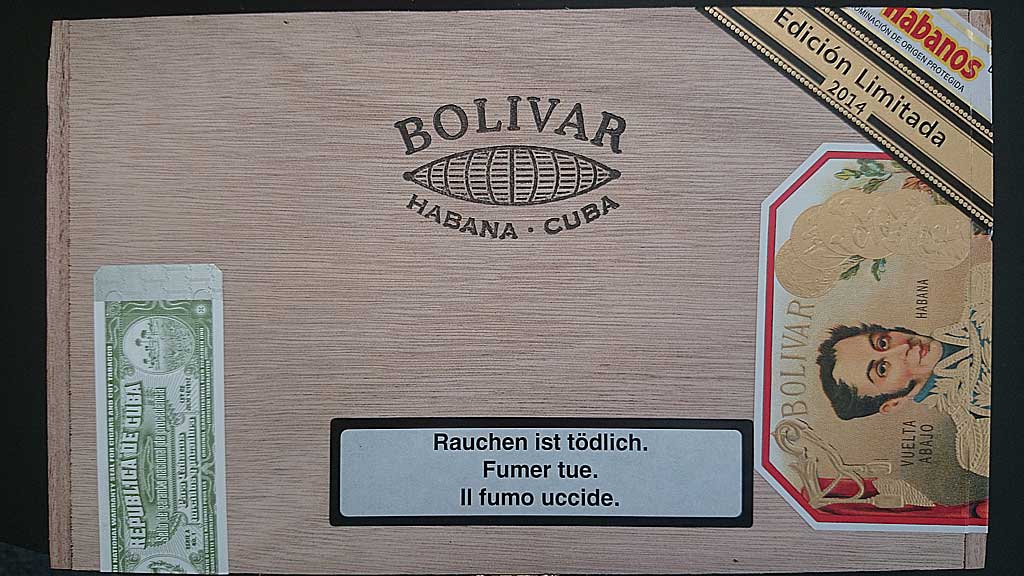 Habanos
DENOMINACIÓN DE ORIGEN PROTEGIDA
Edición Limitada
2014
BOLIVAR
HABANA · CUBA
BOLIVAR
HABANA
VUELTA
ABAJO
REPUBLICA DE CUBA
Rauchen ist tödlich.
Fumer tue.
Il fumo uccide.